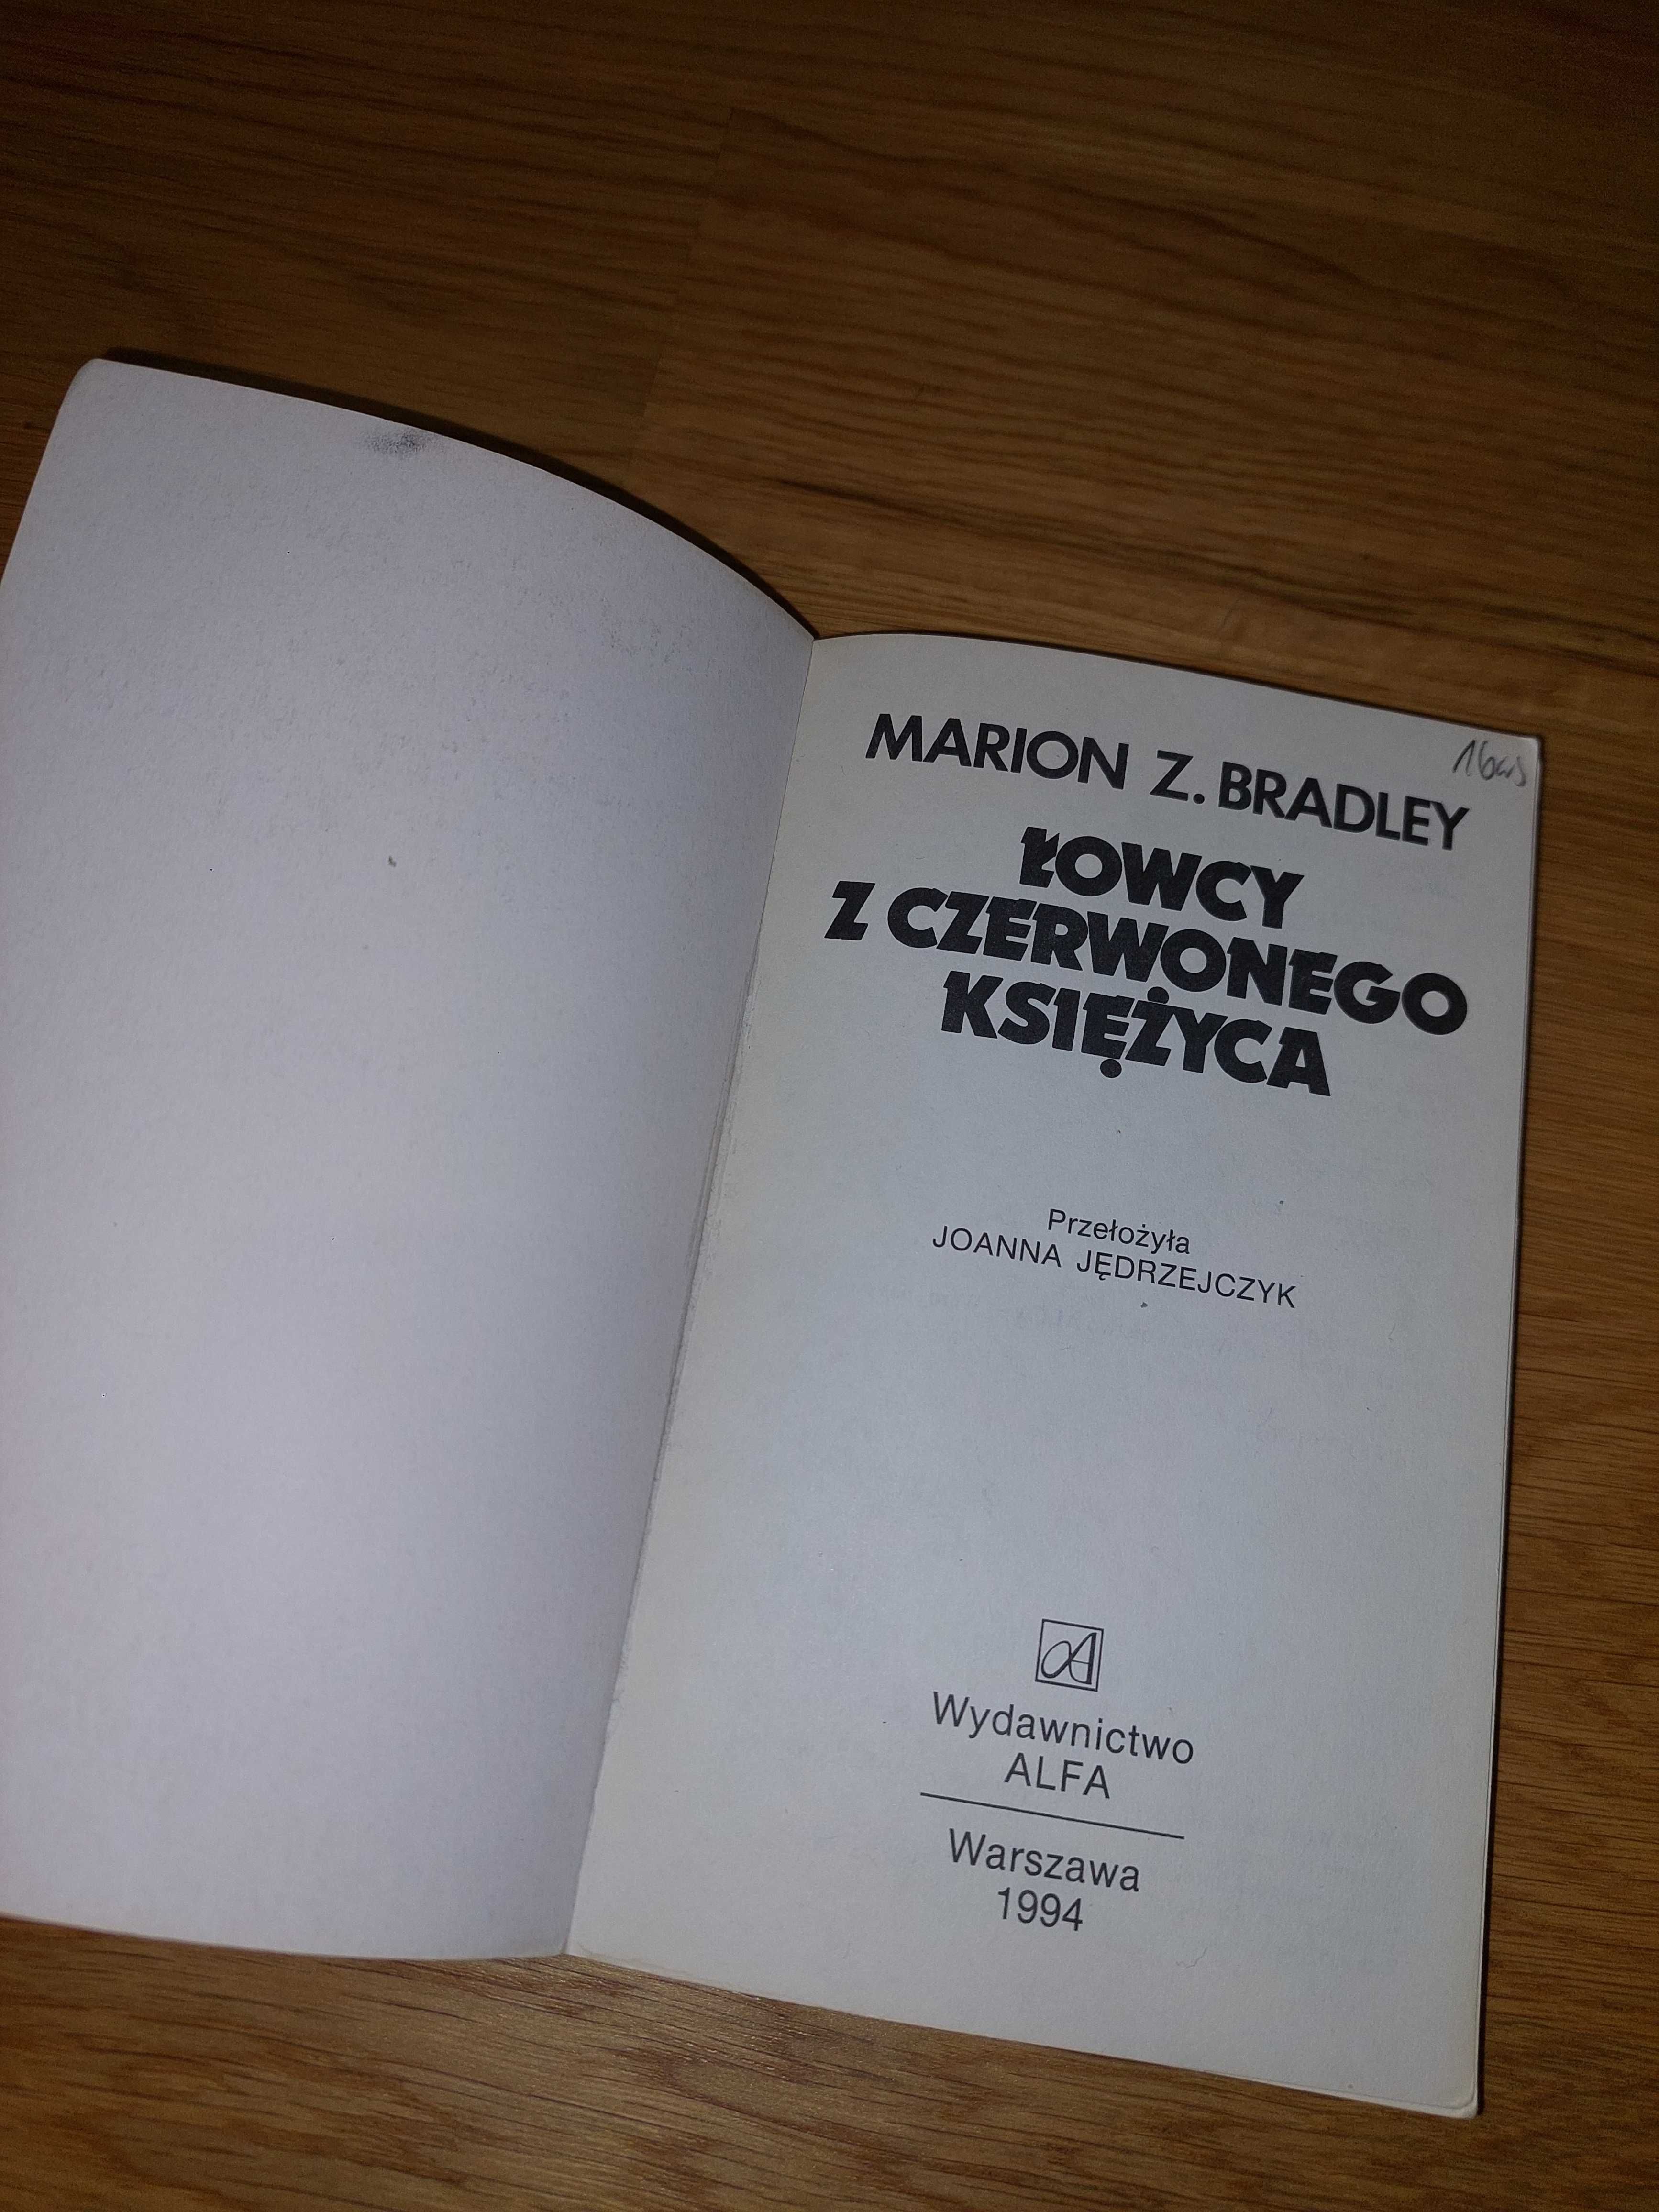 MARION Z. BRADLEY
ŁOWCY
Z CZERWONEGO
KSIĘŻYCA
Przełożyła
JOANNA JĘDRZEJCZYK
Wydawnictwo
ALFA
Warszawa
1994